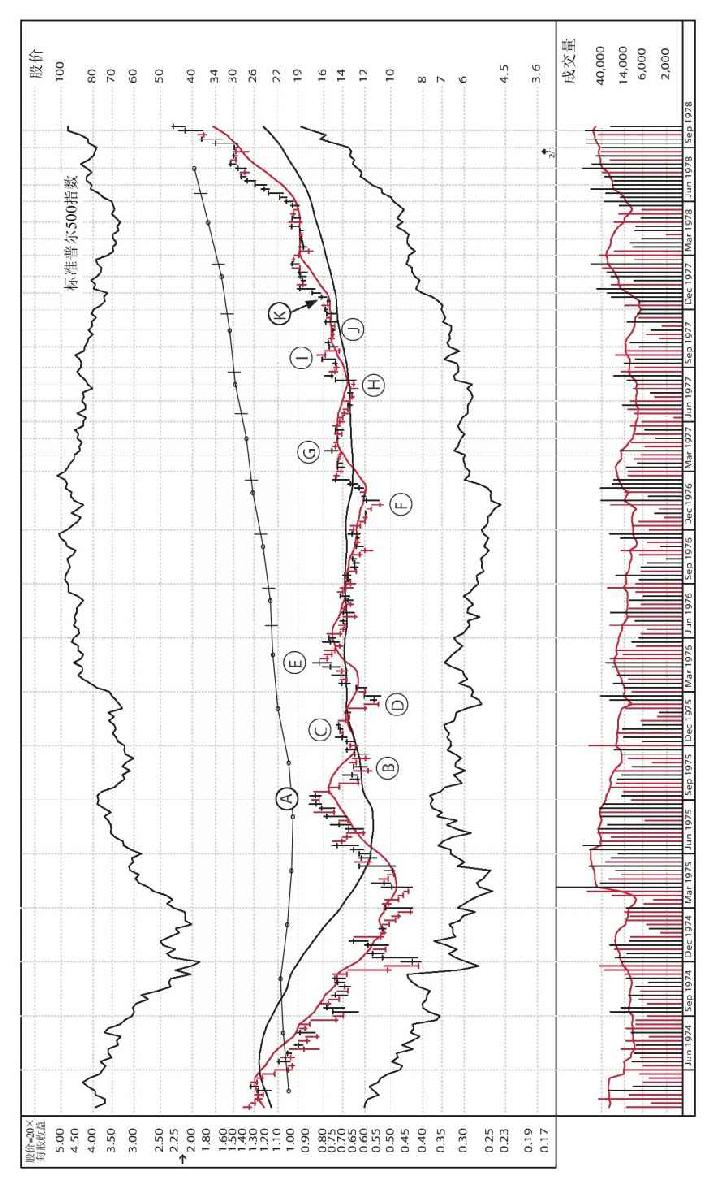 股价
100
80
70
60
50
40
34
30
26
22
19
16
14
12
10
8
7
6
4.5
3.6
成交量
40,000
14,000
6,000
2,000
标准普尔500指数
A
B
C
D
E
F
G
H
I
J
K
2/1
股价=20×
每股收益
5.00
4.50
4.00
3.50
3.00
2.50
2.25
2.00
1.80
1.60
1.50
1.40
1.30
1.20
1.10
1.00
0.90
0.80
0.75
0.70
0.65
0.60
0.55
0.50
0.45
0.40
0.35
0.30
0.25
0.23
0.19
0.17
Jun 1974
Sep 1974
Dec 1974
Mar 1975
Jun 1975
Sep 1975
Dec 1975
Mar 1976
Jun 1976
Sep 1976
Dec 1976
Mar 1977
Jun 1977
Sep 1977
Dec 1977
Mar 1978
Jun 1978
Sep 1978